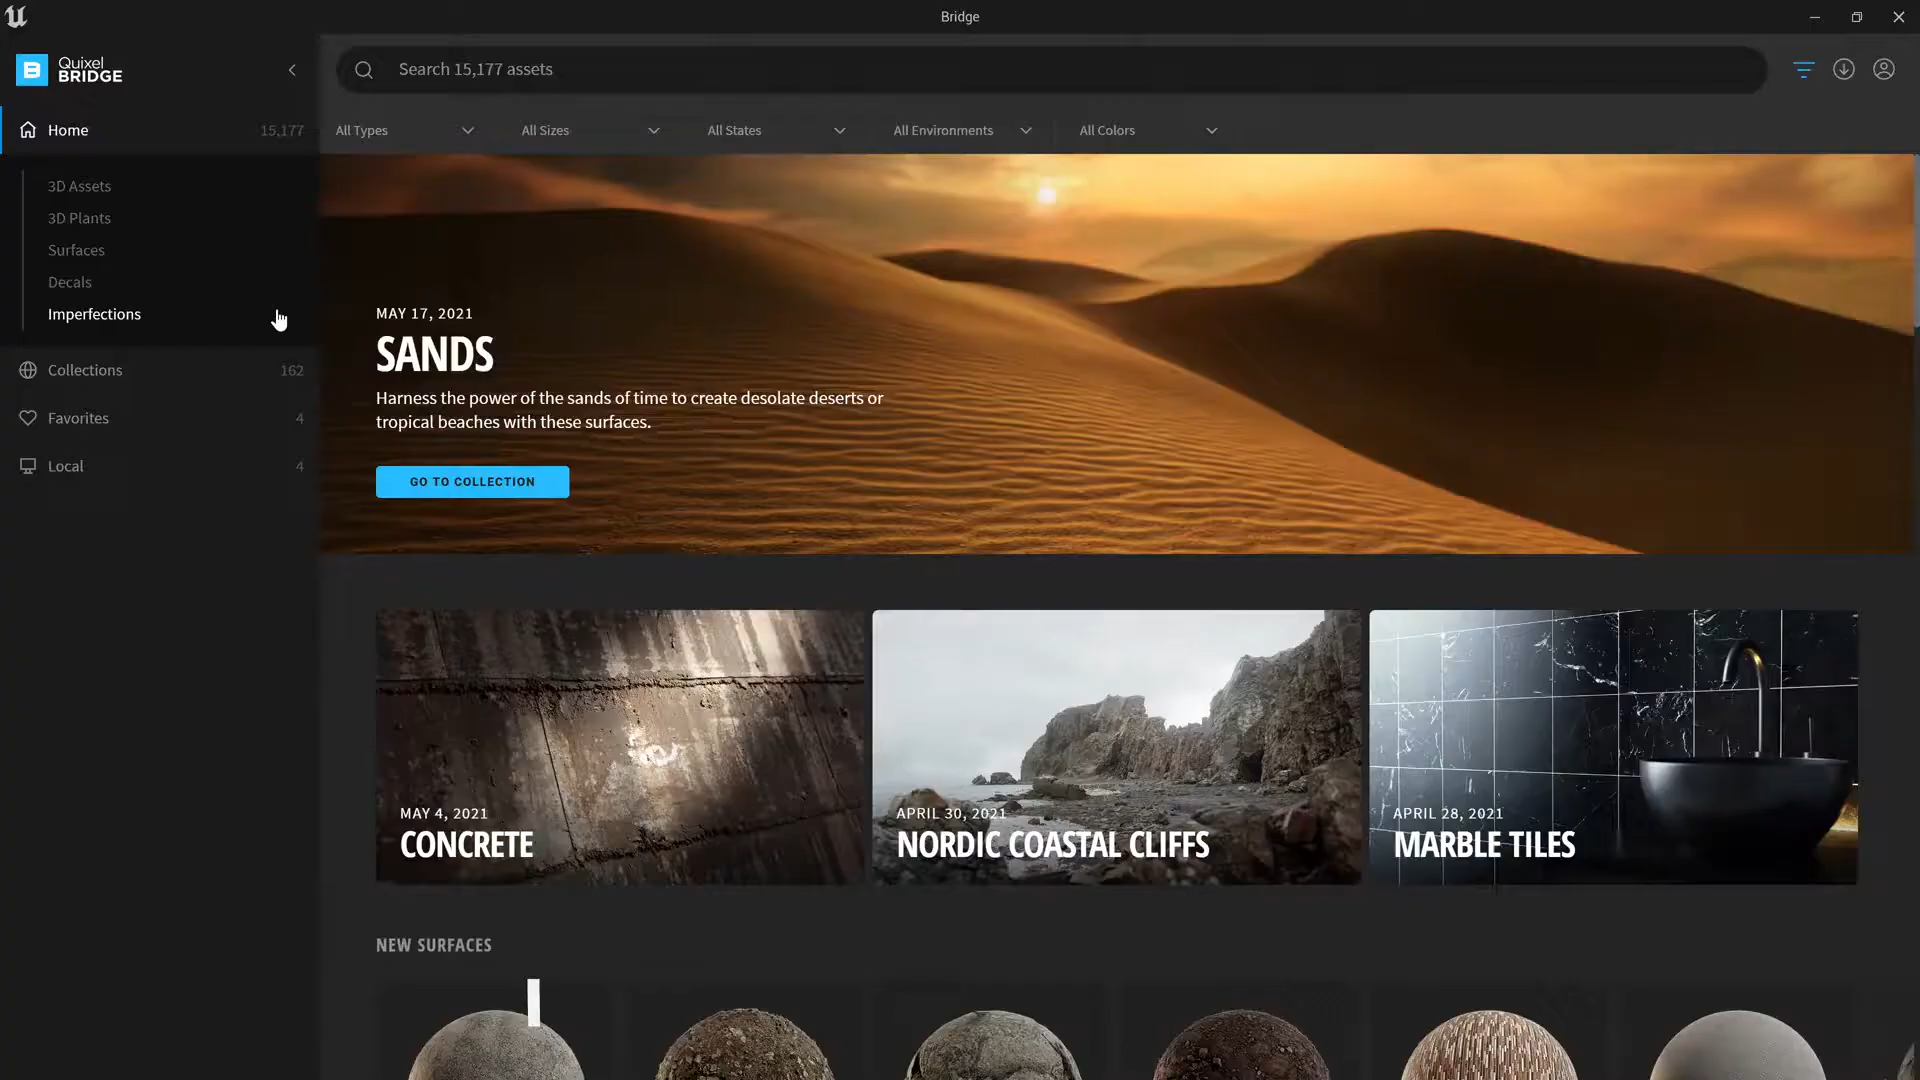 Bridge
Quixel
BRIDGE
Search 15,177 assets
Home 15,177
All Types
All Sizes
All States
All Environments
All Colors
3D Assets
3D Plants
Surfaces
Decals
Imperfections
Collections 162
Favorites 4
Local 4
MAY 17, 2021
SANDS
Harness the power of the sands of time to create desolate deserts or
tropical beaches with these surfaces.
GO TO COLLECTION
MAY 4, 2021
CONCRETE
APRIL 30, 2021
NORDIC COASTAL CLIFFS
APRIL 28, 2021
MARBLE TILES
NEW SURFACES